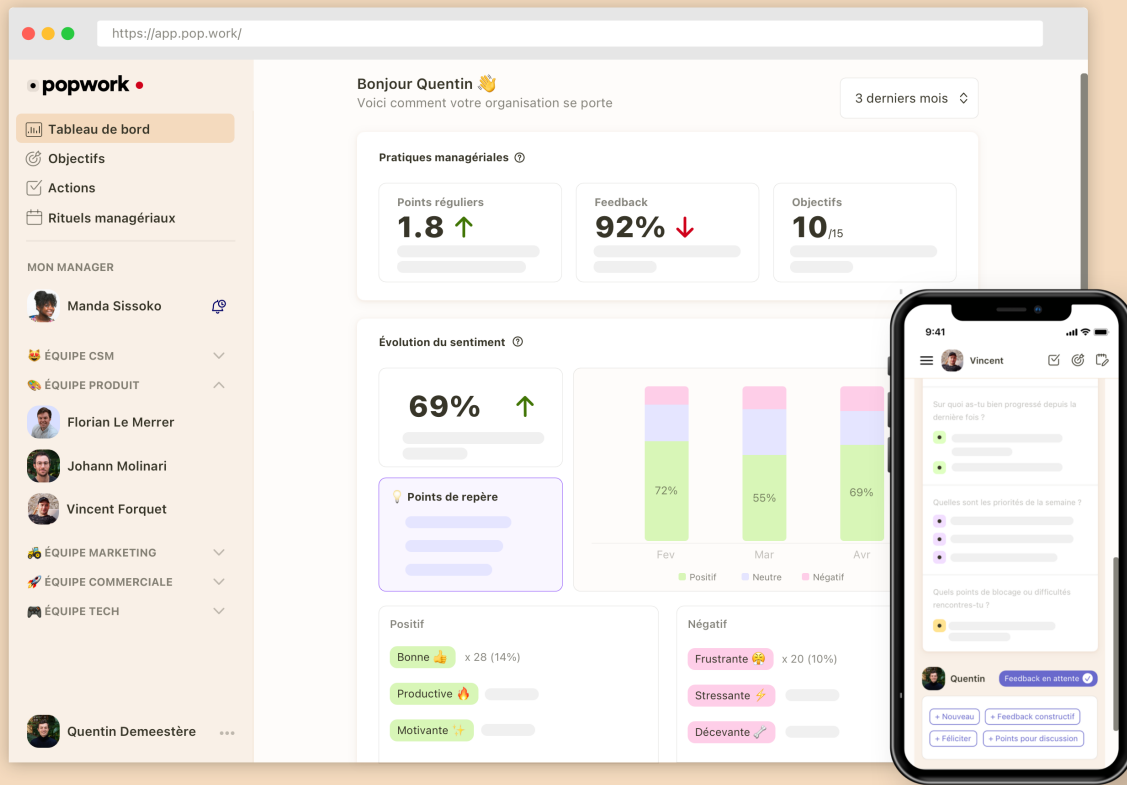 https://app.pop.work/
popwork
Tableau de bord
Objectifs
Actions
Rituels managériaux
MON MANAGER
Manda Sissoko
ÉQUIPE CSM
ÉQUIPE PRODUIT
Florian Le Merrer
Johann Molinari
Vincent Forquet
ÉQUIPE MARKETING
ÉQUIPE COMMERCIALE
ÉQUIPE TECH
Quentin Demeestère
Bonjour Quentin 👋
Voici comment votre organisation se porte
3 derniers mois
Pratiques managériales
Points réguliers
1.8
Feedback
92%
Objectifs
10/15
Évolution du sentiment
69%
Points de repère
72%
55%
69%
Fev
Mar
Avr
Positif
Neutre
Négatif
Positif
Bonne 👍 x 28 (14%)
Productive 🔥
Motivante ✨
Négatif
Frustrante 😤 x 20 (10%)
Stressante ⚡
Décevante
9:41
Vincent
Sur quoi as-tu bien progressé depuis la
dernière fois ?
Quelles sont les priorités de la semaine ?
Quels points de blocage ou difficultés
rencontres-tu ?
Quentin
Feedback en attente
+ Nouveau
+ Feedback constructif
+ Féliciter
+ Points pour discussion